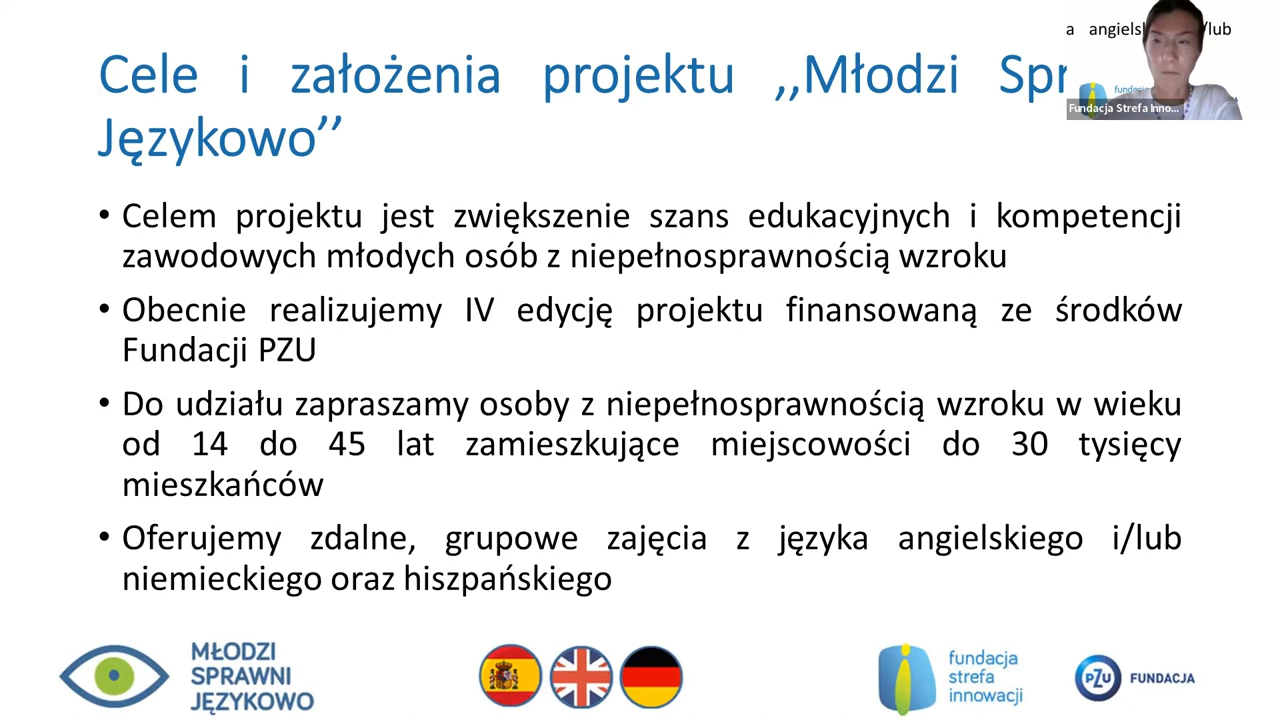 a angiels /lub
Cele i założenia projektu ,,Młodzi Spr
Językowo’’
fundacja
Fundacja Strefa Inno...
• Celem projektu jest zwiększenie szans edukacyjnych i kompetencji
zawodowych młodych osób z niepełnosprawnością wzroku
• Obecnie realizujemy IV edycję projektu finansowaną ze środków
Fundacji PZU
• Do udziału zapraszamy osoby z niepełnosprawnością wzroku w wieku
od 14 do 45 lat zamieszkujące miejscowości do 30 tysięcy
mieszkańców
• Oferujemy zdalne, grupowe zajęcia z języka angielskiego i/lub
niemieckiego oraz hiszpańskiego
MŁODZI
SPRAWNI
JĘZYKOWO
fundacja
strefa
innowacji
PZU FUNDACJA